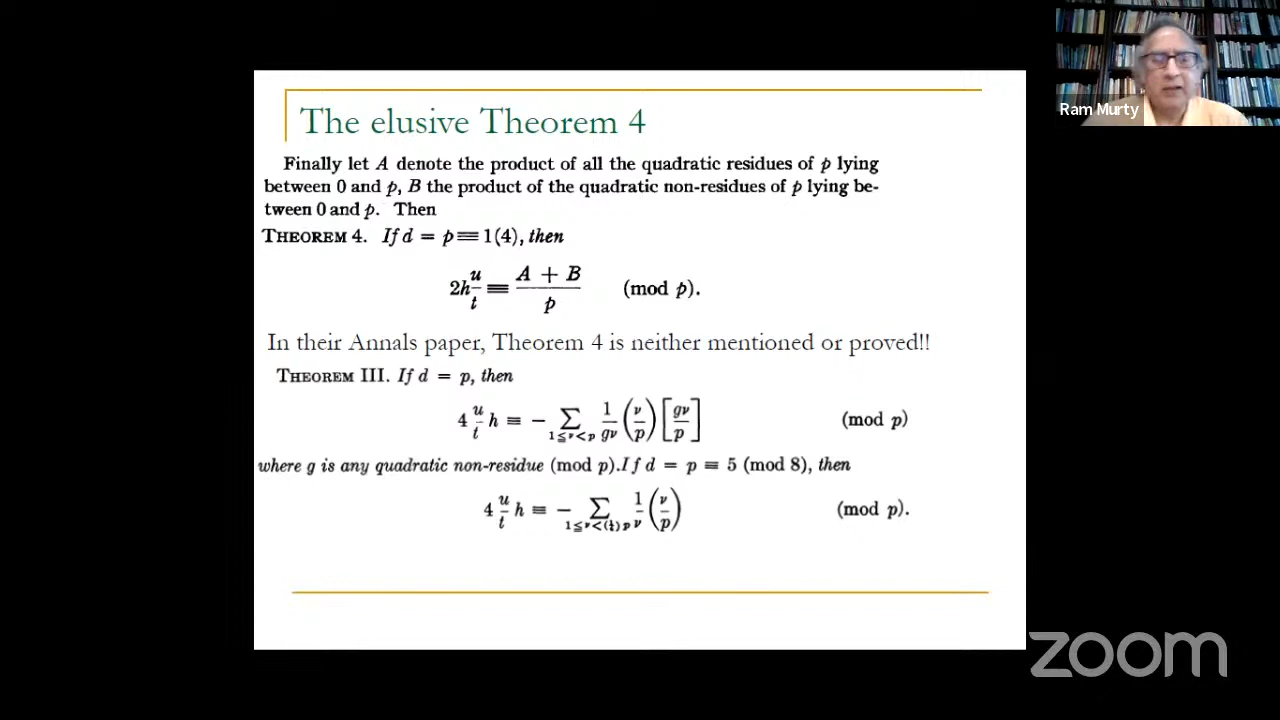 The elusive Theorem 4
Finally let A denote the product of all the quadratic residues of p lying
between 0 and p, B the product of the quadratic non-residues of p lying be-
tween 0 and p. Then
THEOREM 4. If d = p ≡ 1(4), then
2h u/t ≡ (A + B)/p (mod p).
In their Annals paper, Theorem 4 is neither mentioned or proved!!
THEOREM III. If d = p, then
4 u/t h ≡ − ∑_{1≦ν<p} 1/gν (ν/p) [gν/p] (mod p)
where g is any quadratic non-residue (mod p). If d = p ≡ 5 (mod 8), then
4 u/t h ≡ − ∑_{1≦ν<(¼)p} 1/ν (ν/p) (mod p).
Ram Murty
zoom